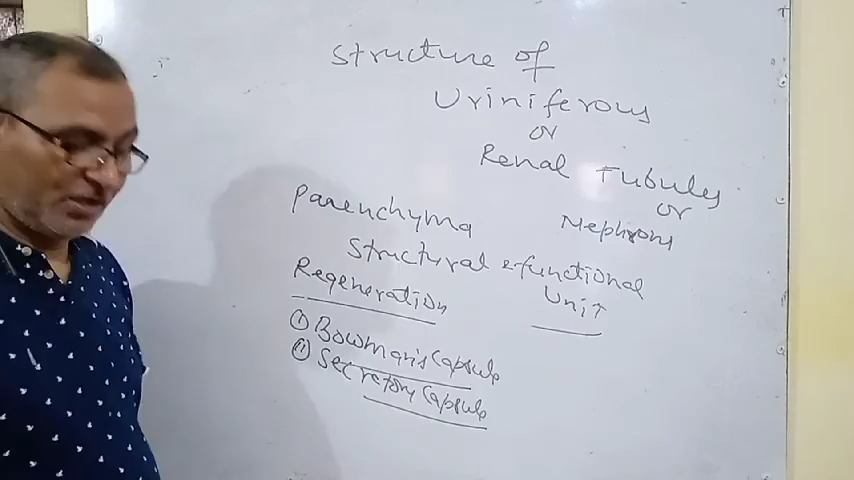 Structure of
Uriniferous
or
Renal Tubules
or
Parenchyma
Nephrons
Structural & functional
Unit
Regeneration
(i) Bowman's Capsule
(ii) Secretory Capsule